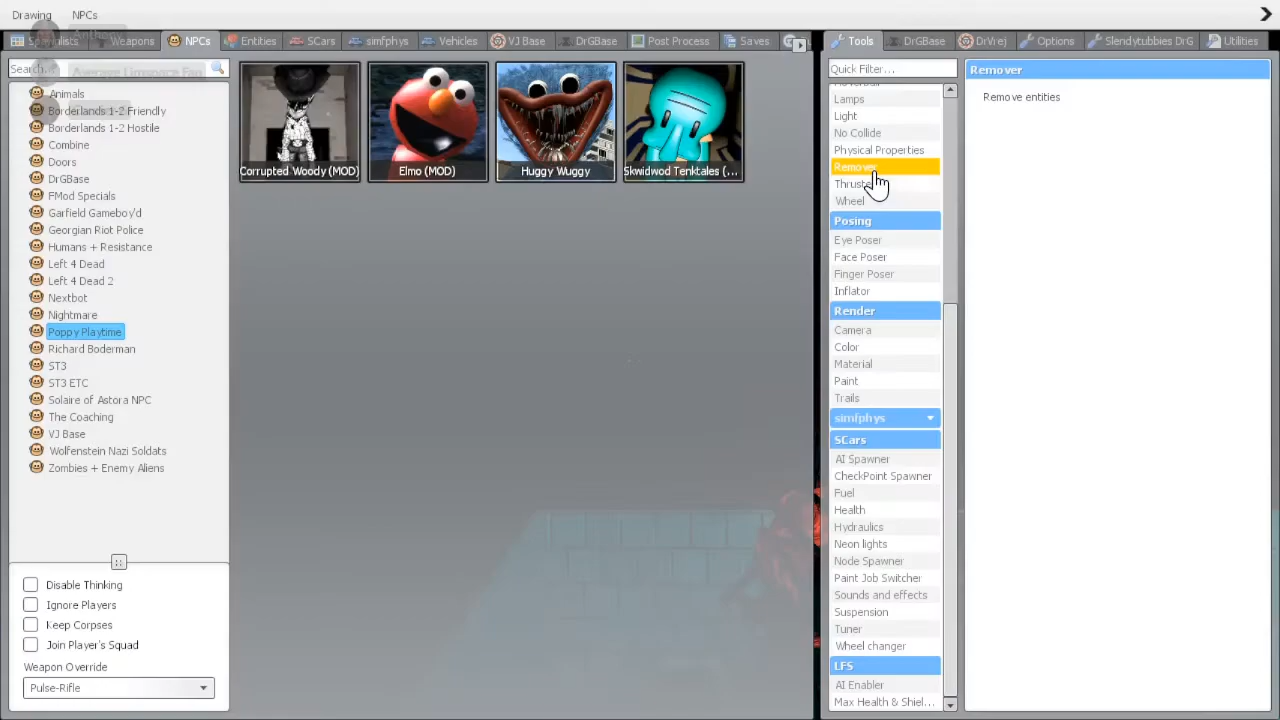 Drawing NPCs
Spawnlists Weapons NPCs Entities SCars simfphys Vehicles VJ Base DrGBase Post Process Saves
Tools DrGBase DrVrej Options Slendytubbies DrG Utilities
Search...
Average Limospace Fan
Animals
Borderlands 1-2 Friendly
Borderlands 1-2 Hostile
Combine
Doors
DrGBase
FMod Specials
Garfield Gameboy'd
Georgian Riot Police
Humans + Resistance
Left 4 Dead
Left 4 Dead 2
Nextbot
Nightmare
Poppy Playtime
Richard Boderman
ST3
ST3 ETC
Solaire of Astora NPC
The Coaching
VJ Base
Wolfenstein Nazi Soldats
Zombies + Enemy Aliens
Disable Thinking
Ignore Players
Keep Corpses
Join Player's Squad
Weapon Override
Pulse-Rifle
Corrupted Woody (MOD)
Elmo (MOD)
Huggy Wuggy
Skwidwod Tenktales (...
Quick Filter...
Lamps
Light
No Collide
Physical Properties
Remover
Thruster
Wheel
Posing
Eye Poser
Face Poser
Finger Poser
Inflator
Render
Camera
Color
Material
Paint
Trails
simfphys
SCars
AI Spawner
CheckPoint Spawner
Fuel
Health
Hydraulics
Neon lights
Node Spawner
Paint Job Switcher
Sounds and effects
Suspension
Tuner
Wheel changer
LFS
AI Enabler
Max Health & Shiel...
Remover
Remove entities